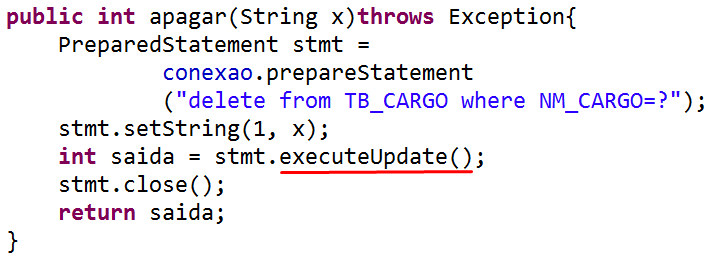 public int apagar(String x)throws Exception{
    PreparedStatement stmt =
            conexao.prepareStatement
            ("delete from TB_CARGO where NM_CARGO=?");
    stmt.setString(1, x);
    int saida = stmt.executeUpdate();
    stmt.close();
    return saida;
}